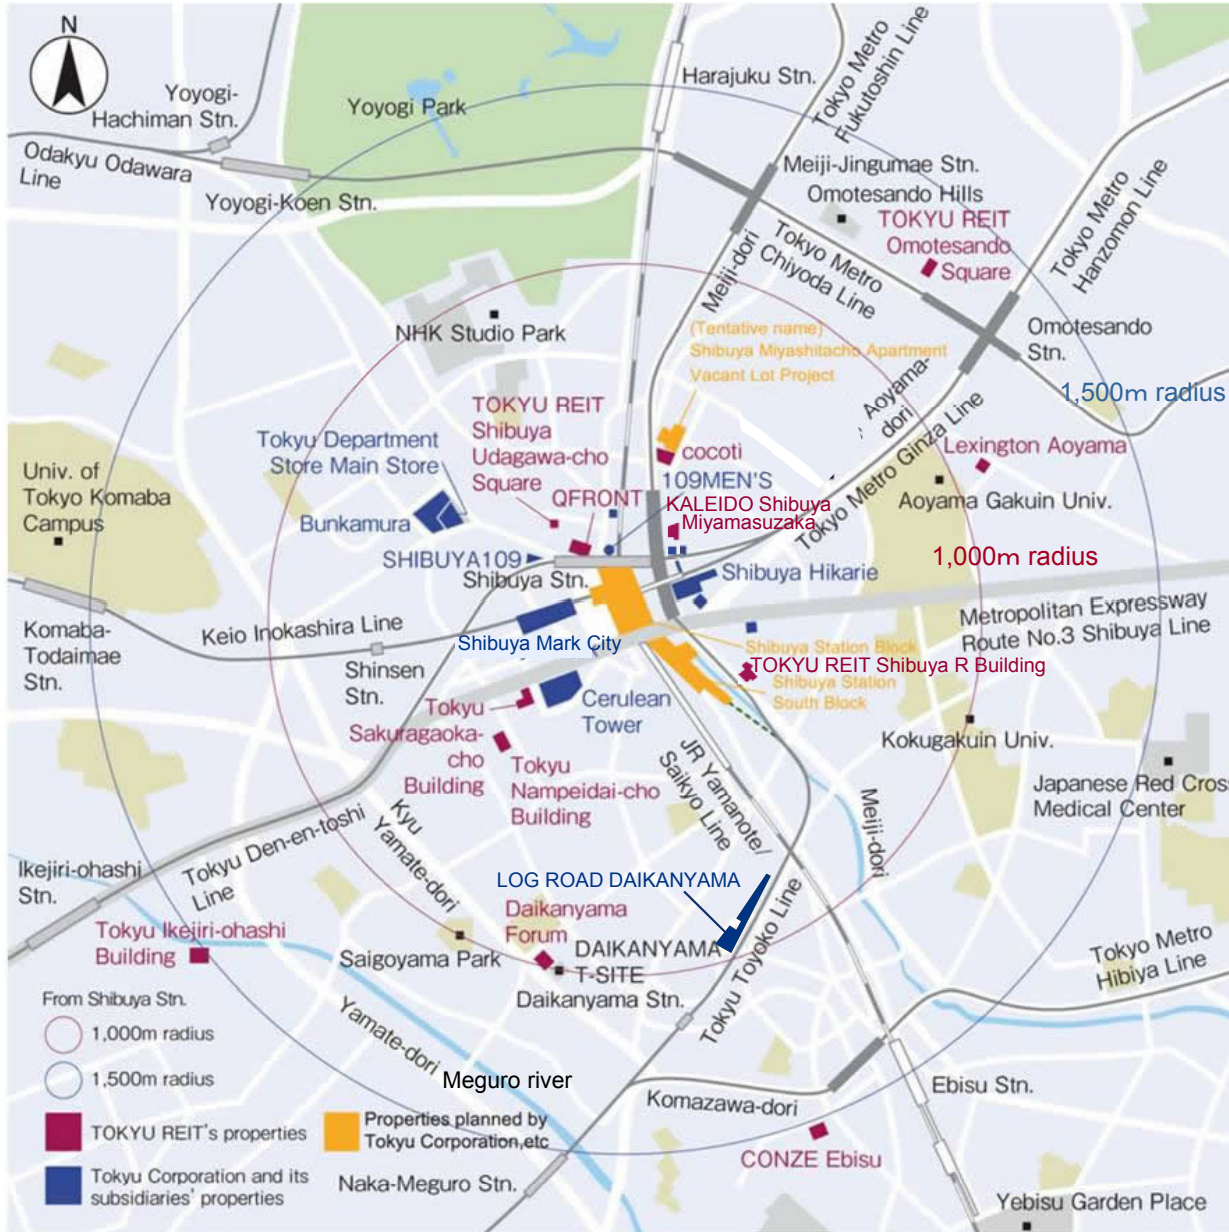 N
Yoyogi-
Hachiman Stn.
Yoyogi Park
Harajuku Stn.
Tokyo Metro
Fukutoshin Line
Odakyu Odawara
Line
Yoyogi-Koen Stn.
Meiji-Jingumae Stn.
Omotesando Hills
TOKYU REIT
Omotesando
Square
Tokyo Metro
Hanzomon Line
Tokyo Metro
Chiyoda Line
Meiji-dori
NHK Studio Park
Omotesando
Stn.
(Tentative name)
Shibuya Miyashitacho Apartment
Vacant Lot Project
1,500m radius
Aoyama-
dori
TOKYU REIT
Shibuya
Udagawa-cho
Square
Tokyu Department
Store Main Store
cocoti
Tokyo Metro Ginza Line
Lexington Aoyama
Univ. of
Tokyo Komaba
Campus
109MEN'S
QFRONT
KALEIDO Shibuya
Miyamasuzaka
Aoyama Gakuin Univ.
Bunkamura
SHIBUYA109
1,000m radius
Shibuya Stn.
Shibuya Hikarie
Metropolitan Expressway
Route No.3 Shibuya Line
Komaba-
Todaimae
Stn.
Keio Inokashira Line
Shinsen
Stn.
Shibuya Mark City
Shibuya Station Block
TOKYU REIT Shibuya R Building
Shibuya Station
South Block
Cerulean
Tower
Tokyu
Sakuragaoka-
cho
Building
Tokyu
Nampeidai-cho
Building
Kokugakuin Univ.
JR Yamanote/
Saikyo Line
Japanese Red Cross
Medical Center
Meiji-dori
Kyu
Yamate-dori
Tokyu Den-en-toshi
Line
Ikejiri-ohashi
Stn.
LOG ROAD DAIKANYAMA
Daikanyama
Forum
Tokyu Ikejiri-ohashi
Building
Saigoyama Park
DAIKANYAMA
T-SITE
Daikanyama Stn.
Tokyu Toyoko Line
Tokyo Metro
Hibiya Line
From Shibuya Stn.
1,000m radius
1,500m radius
Yamate-dori
Meguro river
Komazawa-dori
Ebisu Stn.
TOKYU REIT's properties
Properties planned by
Tokyu Corporation,etc
Tokyu Corporation and its
subsidiaries' properties
Naka-Meguro Stn.
CONZE Ebisu
Yebisu Garden Place